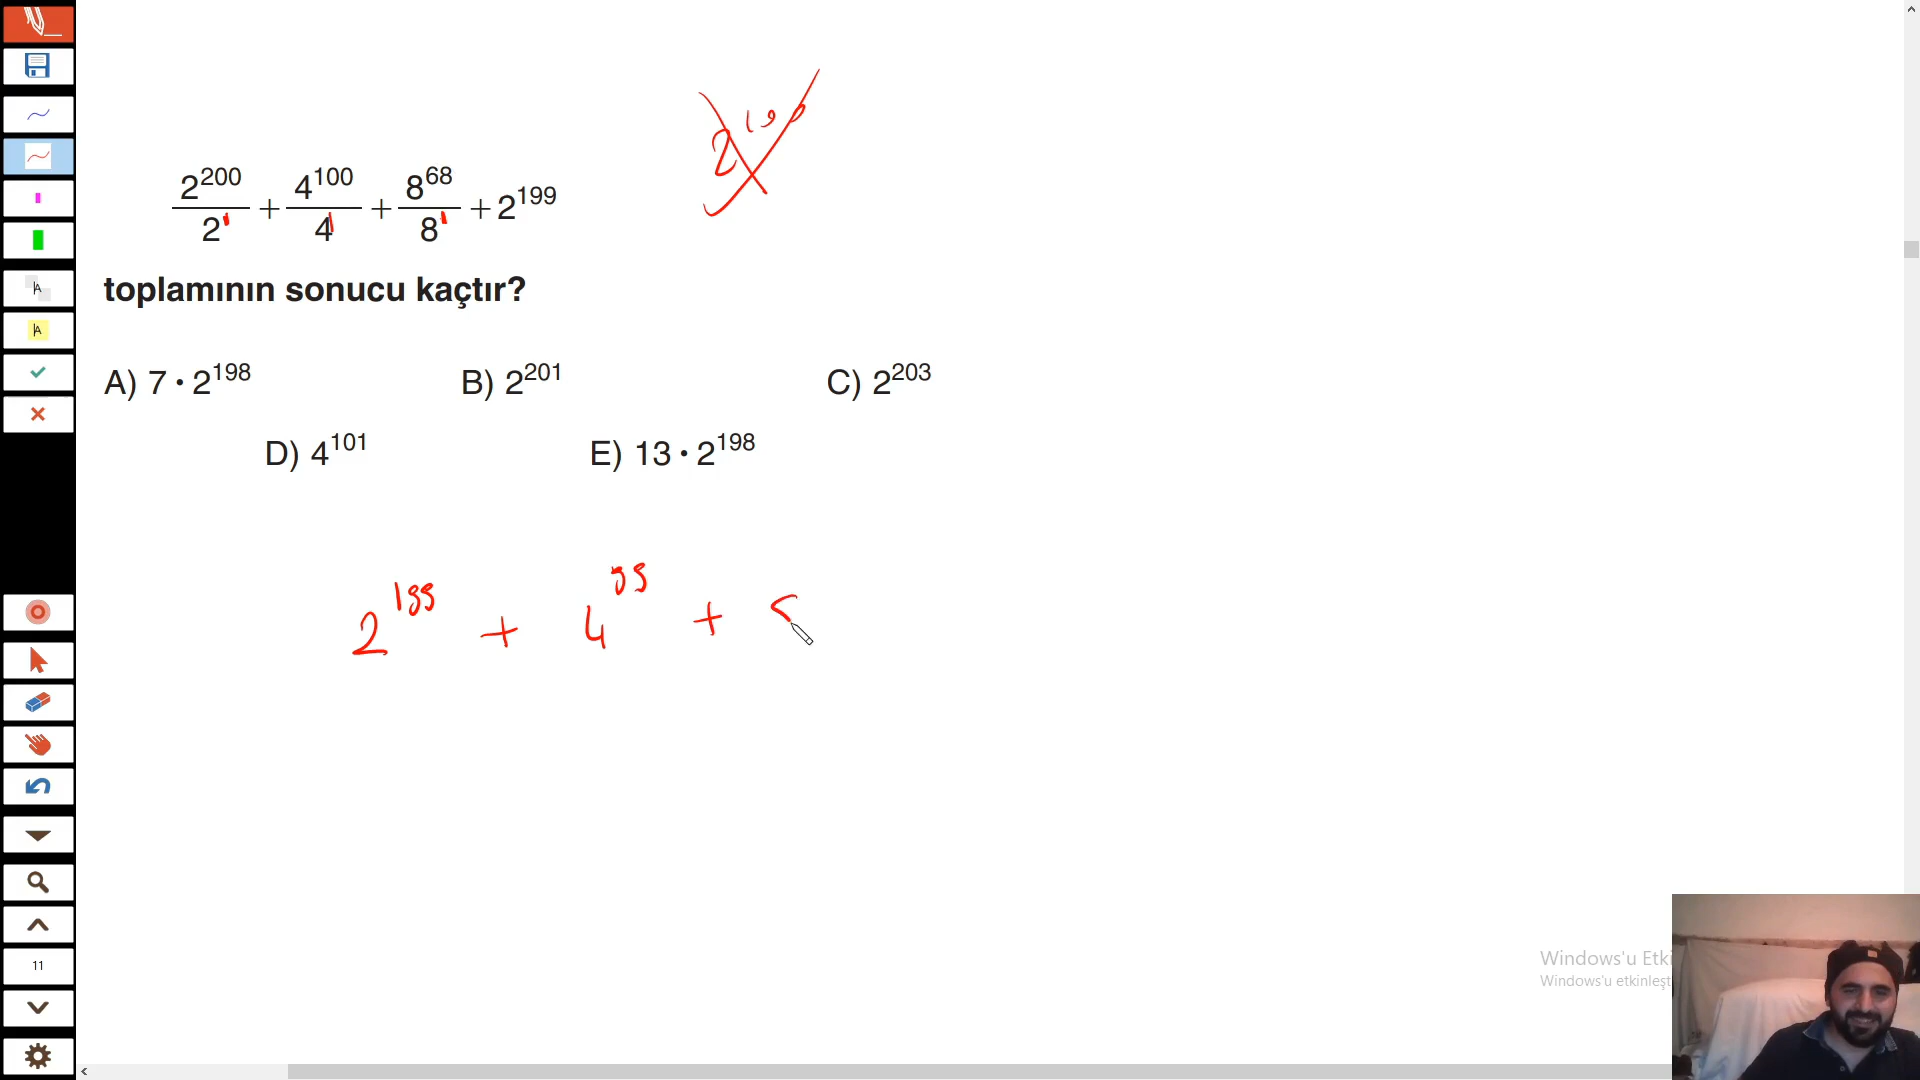 2^100
2^200/2^1 + 4^100/4^1 + 8^68/8^1 + 2^199
toplamının sonucu kaçtır?
A) 7 · 2^198 B) 2^201 C) 2^203
D) 4^101 E) 13 · 2^198
2^199 + 4^99 +
11
Windows'u Etki
Windows'u etkinleşt